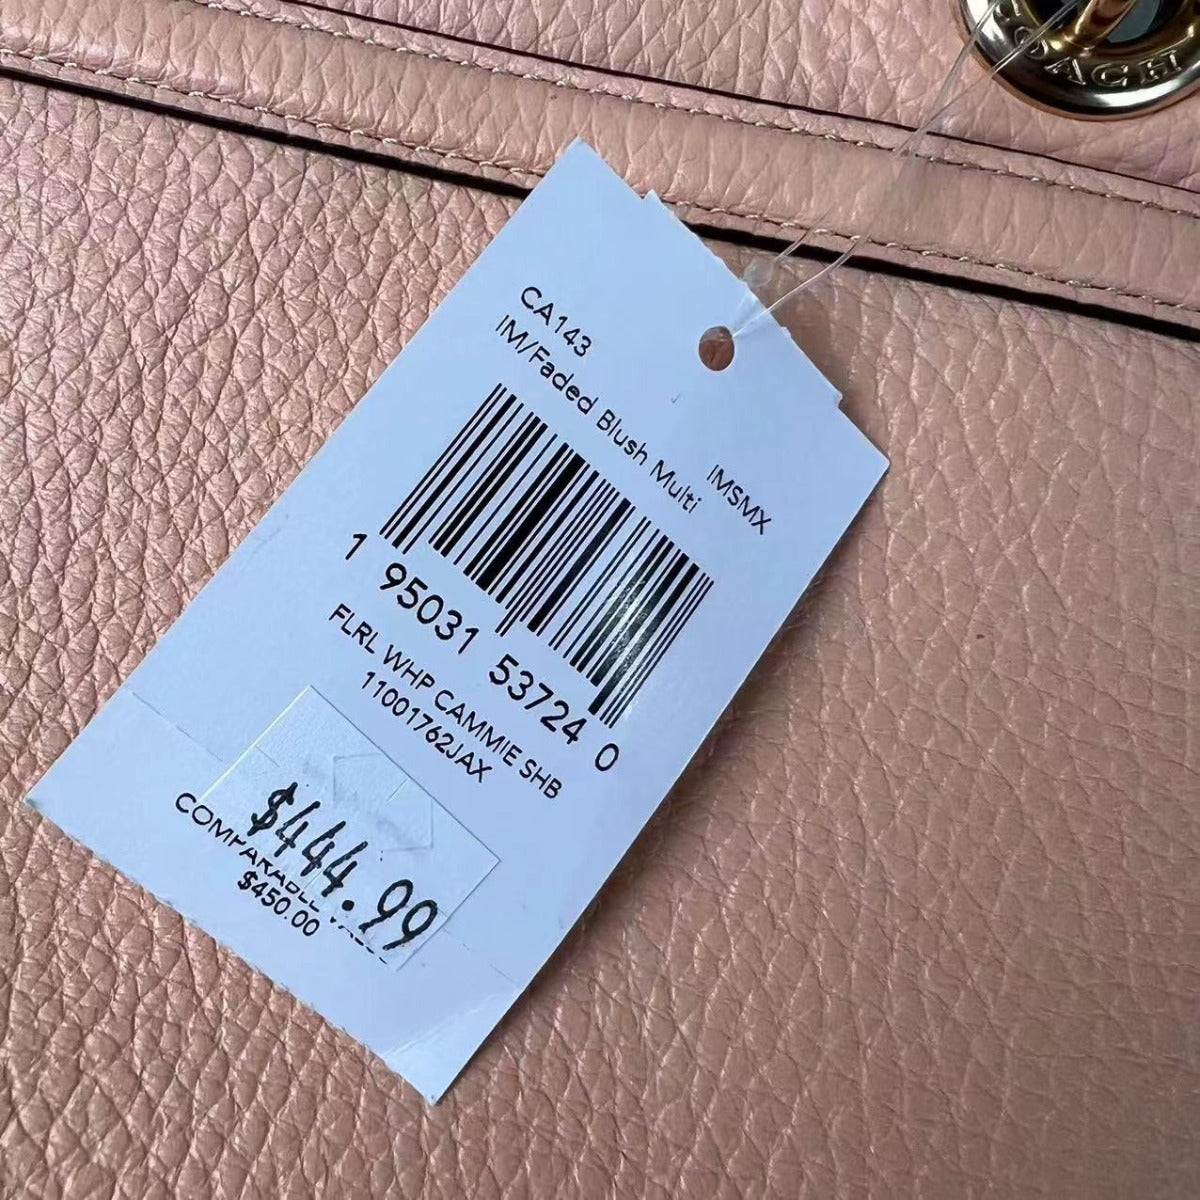 COACH
CA143
IM/Faded Blush Multi
IMSMX
1 95031 53724 0
FLRL WHP CAMMIE SHB
11001762JAX
$444.99
COMPARABLE
$450.00